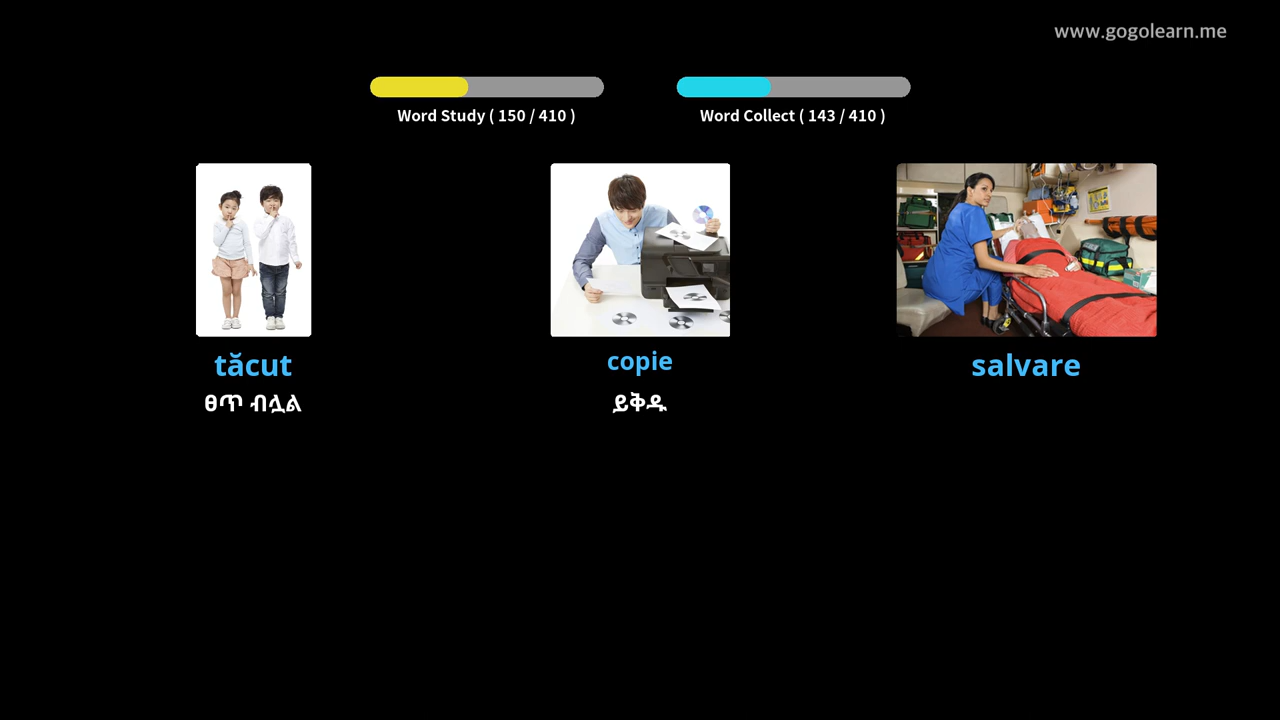 www.gogolearn.me
Word Study ( 150 / 410 )
Word Collect ( 143 / 410 )
tăcut
copie
salvare
ፀጥ ብሏል
ይቅዱ